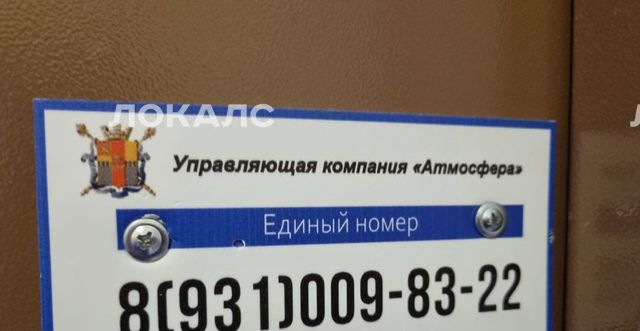 ЛОКАЛС
Управляющая компания «Атмосфера»
Единый номер
8(931)009-83-22